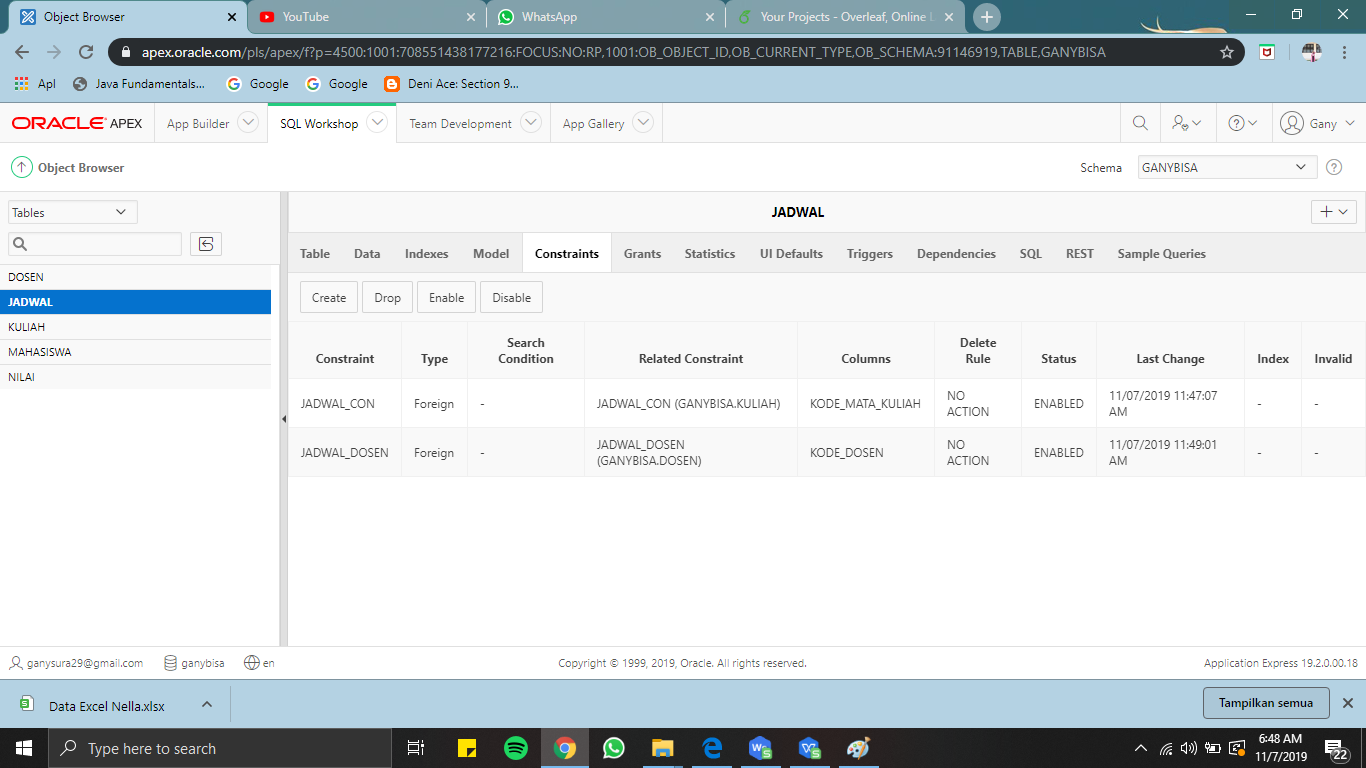 Object Browser
YouTube
WhatsApp
Your Projects - Overleaf, Online L
apex.oracle.com/pls/apex/f?p=4500:1001:708551438177216:FOCUS:NO:RP,1001:OB_OBJECT_ID,OB_CURRENT_TYPE,OB_SCHEMA:91146919,TABLE,GANYBISA
Apl
Java Fundamentals...
Google
Google
Deni Ace: Section 9...
ORACLE APEX
App Builder
SQL Workshop
Team Development
App Gallery
Gany
Object Browser
Schema
GANYBISA
Tables
DOSEN
JADWAL
KULIAH
MAHASISWA
NILAI
JADWAL
Table Data Indexes Model Constraints Grants Statistics UI Defaults Triggers Dependencies SQL REST Sample Queries
Create Drop Enable Disable
Constraint Type Search Condition Related Constraint Columns Delete Rule Status Last Change Index Invalid
JADWAL_CON Foreign - JADWAL_CON (GANYBISA.KULIAH) KODE_MATA_KULIAH NO ACTION ENABLED 11/07/2019 11:47:07 AM - -
JADWAL_DOSEN Foreign - JADWAL_DOSEN (GANYBISA.DOSEN) KODE_DOSEN NO ACTION ENABLED 11/07/2019 11:49:01 AM - -
ganysura29@gmail.com ganybisa en
Copyright © 1999, 2019, Oracle. All rights reserved.
Application Express 19.2.0.00.18
Data Excel Nella.xlsx
Tampilkan semua
Type here to search
6:48 AM
11/7/2019
22